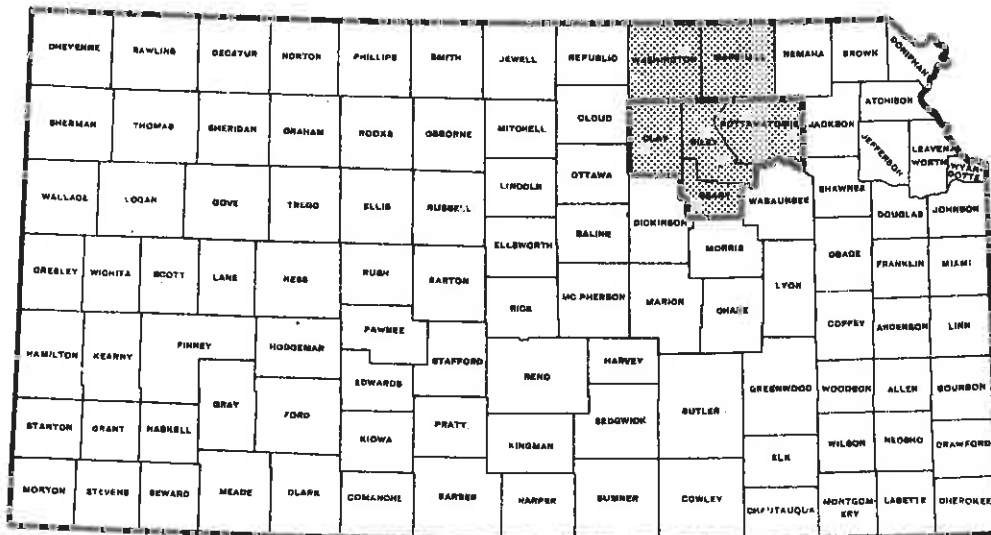 CHEYENNE RAWLINS DECATUR NORTON PHILLIPS SMITH JEWELL REPUBLIC WASHINGTON MARSHALL NEMAHA BROWN DONIPHAN
SHERMAN THOMAS SHERIDAN GRAHAM ROOKS OSBORNE MITCHELL CLOUD CLAY RILEY POTTAWATOMIE JACKSON ATCHISON
JEFFERSON LEAVEN
WORTH
WYAN
DOTTE
WALLACE LOGAN GOVE TREGO ELLIS RUSSELL LINCOLN OTTAWA DICKINSON GEARY WABAUNSEE SHAWNEE DOUGLAS JOHNSON
GREELEY WICHITA SCOTT LANE NESS RUSH BARTON ELLSWORTH SALINE MORRIS OSAGE FRANKLIN MIAMI
RICE MC PHERSON MARION CHASE LYON COFFEY ANDERSON LINN
HAMILTON KEARNY FINNEY HODGEMAN PAWNEE STAFFORD RENO HARVEY
GRAY FORD EDWARDS SEDGWICK BUTLER GREENWOOD WOODSON ALLEN BOURBON
STANTON GRANT HASKELL KIOWA PRATT KINGMAN ELK WILSON NEOSHO CRAWFORD
MORTON STEVENS SEWARD MEADE CLARK COMANCHE BARBER HARPER SUMNER COWLEY CHAUTAUQUA MONTGOM-
ERY LABETTE CHEROKEE